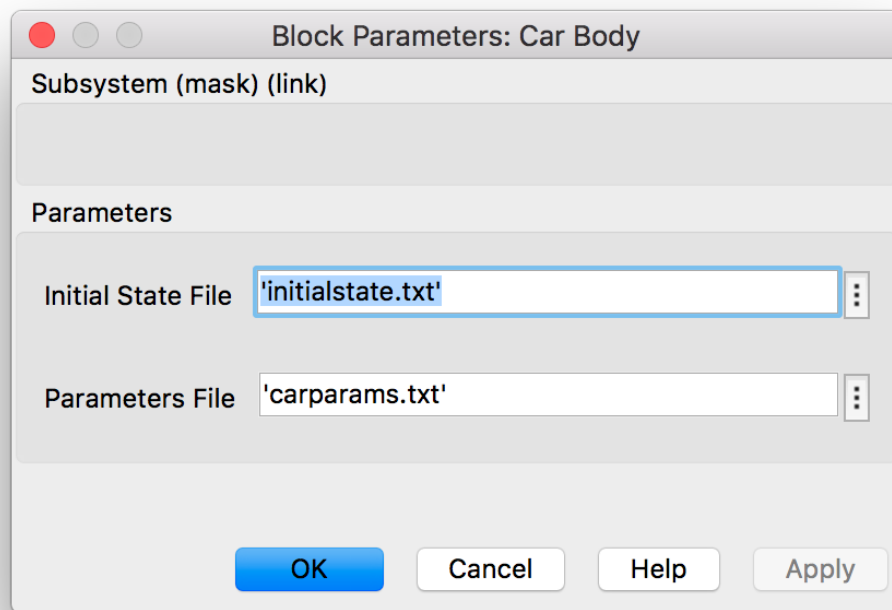 Block Parameters: Car Body
Subsystem (mask) (link)
Parameters
Initial State File 'initialstate.txt'
Parameters File 'carparams.txt'
OK Cancel Help Apply